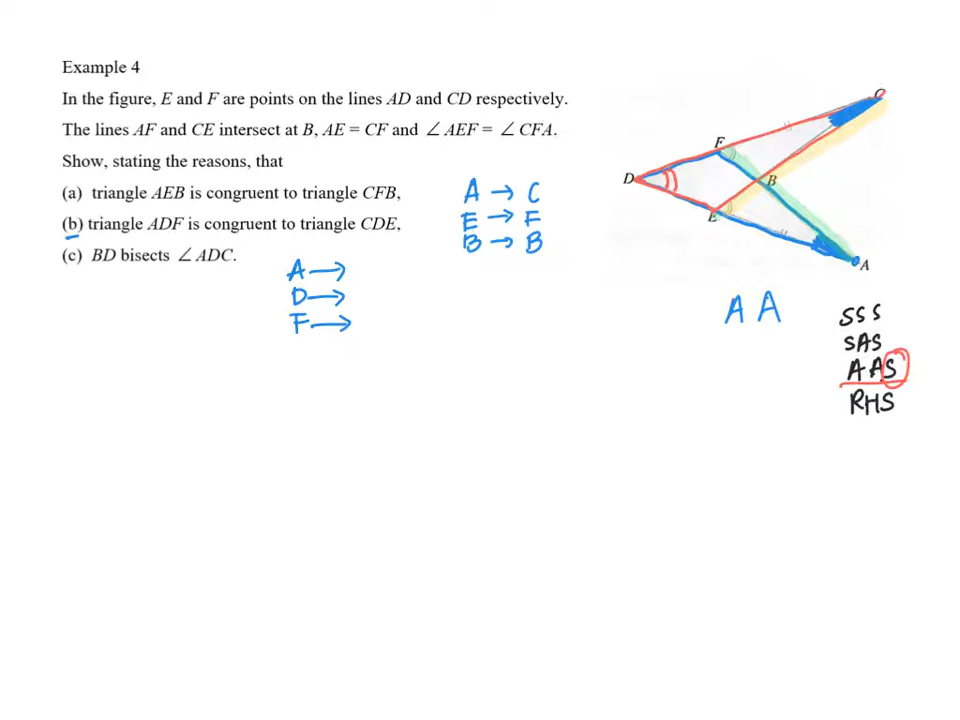 Example 4
In the figure, E and F are points on the lines AD and CD respectively.
The lines AF and CE intersect at B, AE = CF and ∠ AEF = ∠ CFA.
Show, stating the reasons, that
(a) triangle AEB is congruent to triangle CFB,
(b) triangle ADF is congruent to triangle CDE,
(c) BD bisects ∠ ADC.
A → C
E → F
B → B
A →
D →
F →
C
F
D
B
E
A
A A
SSS
SAS
AAS
RHS